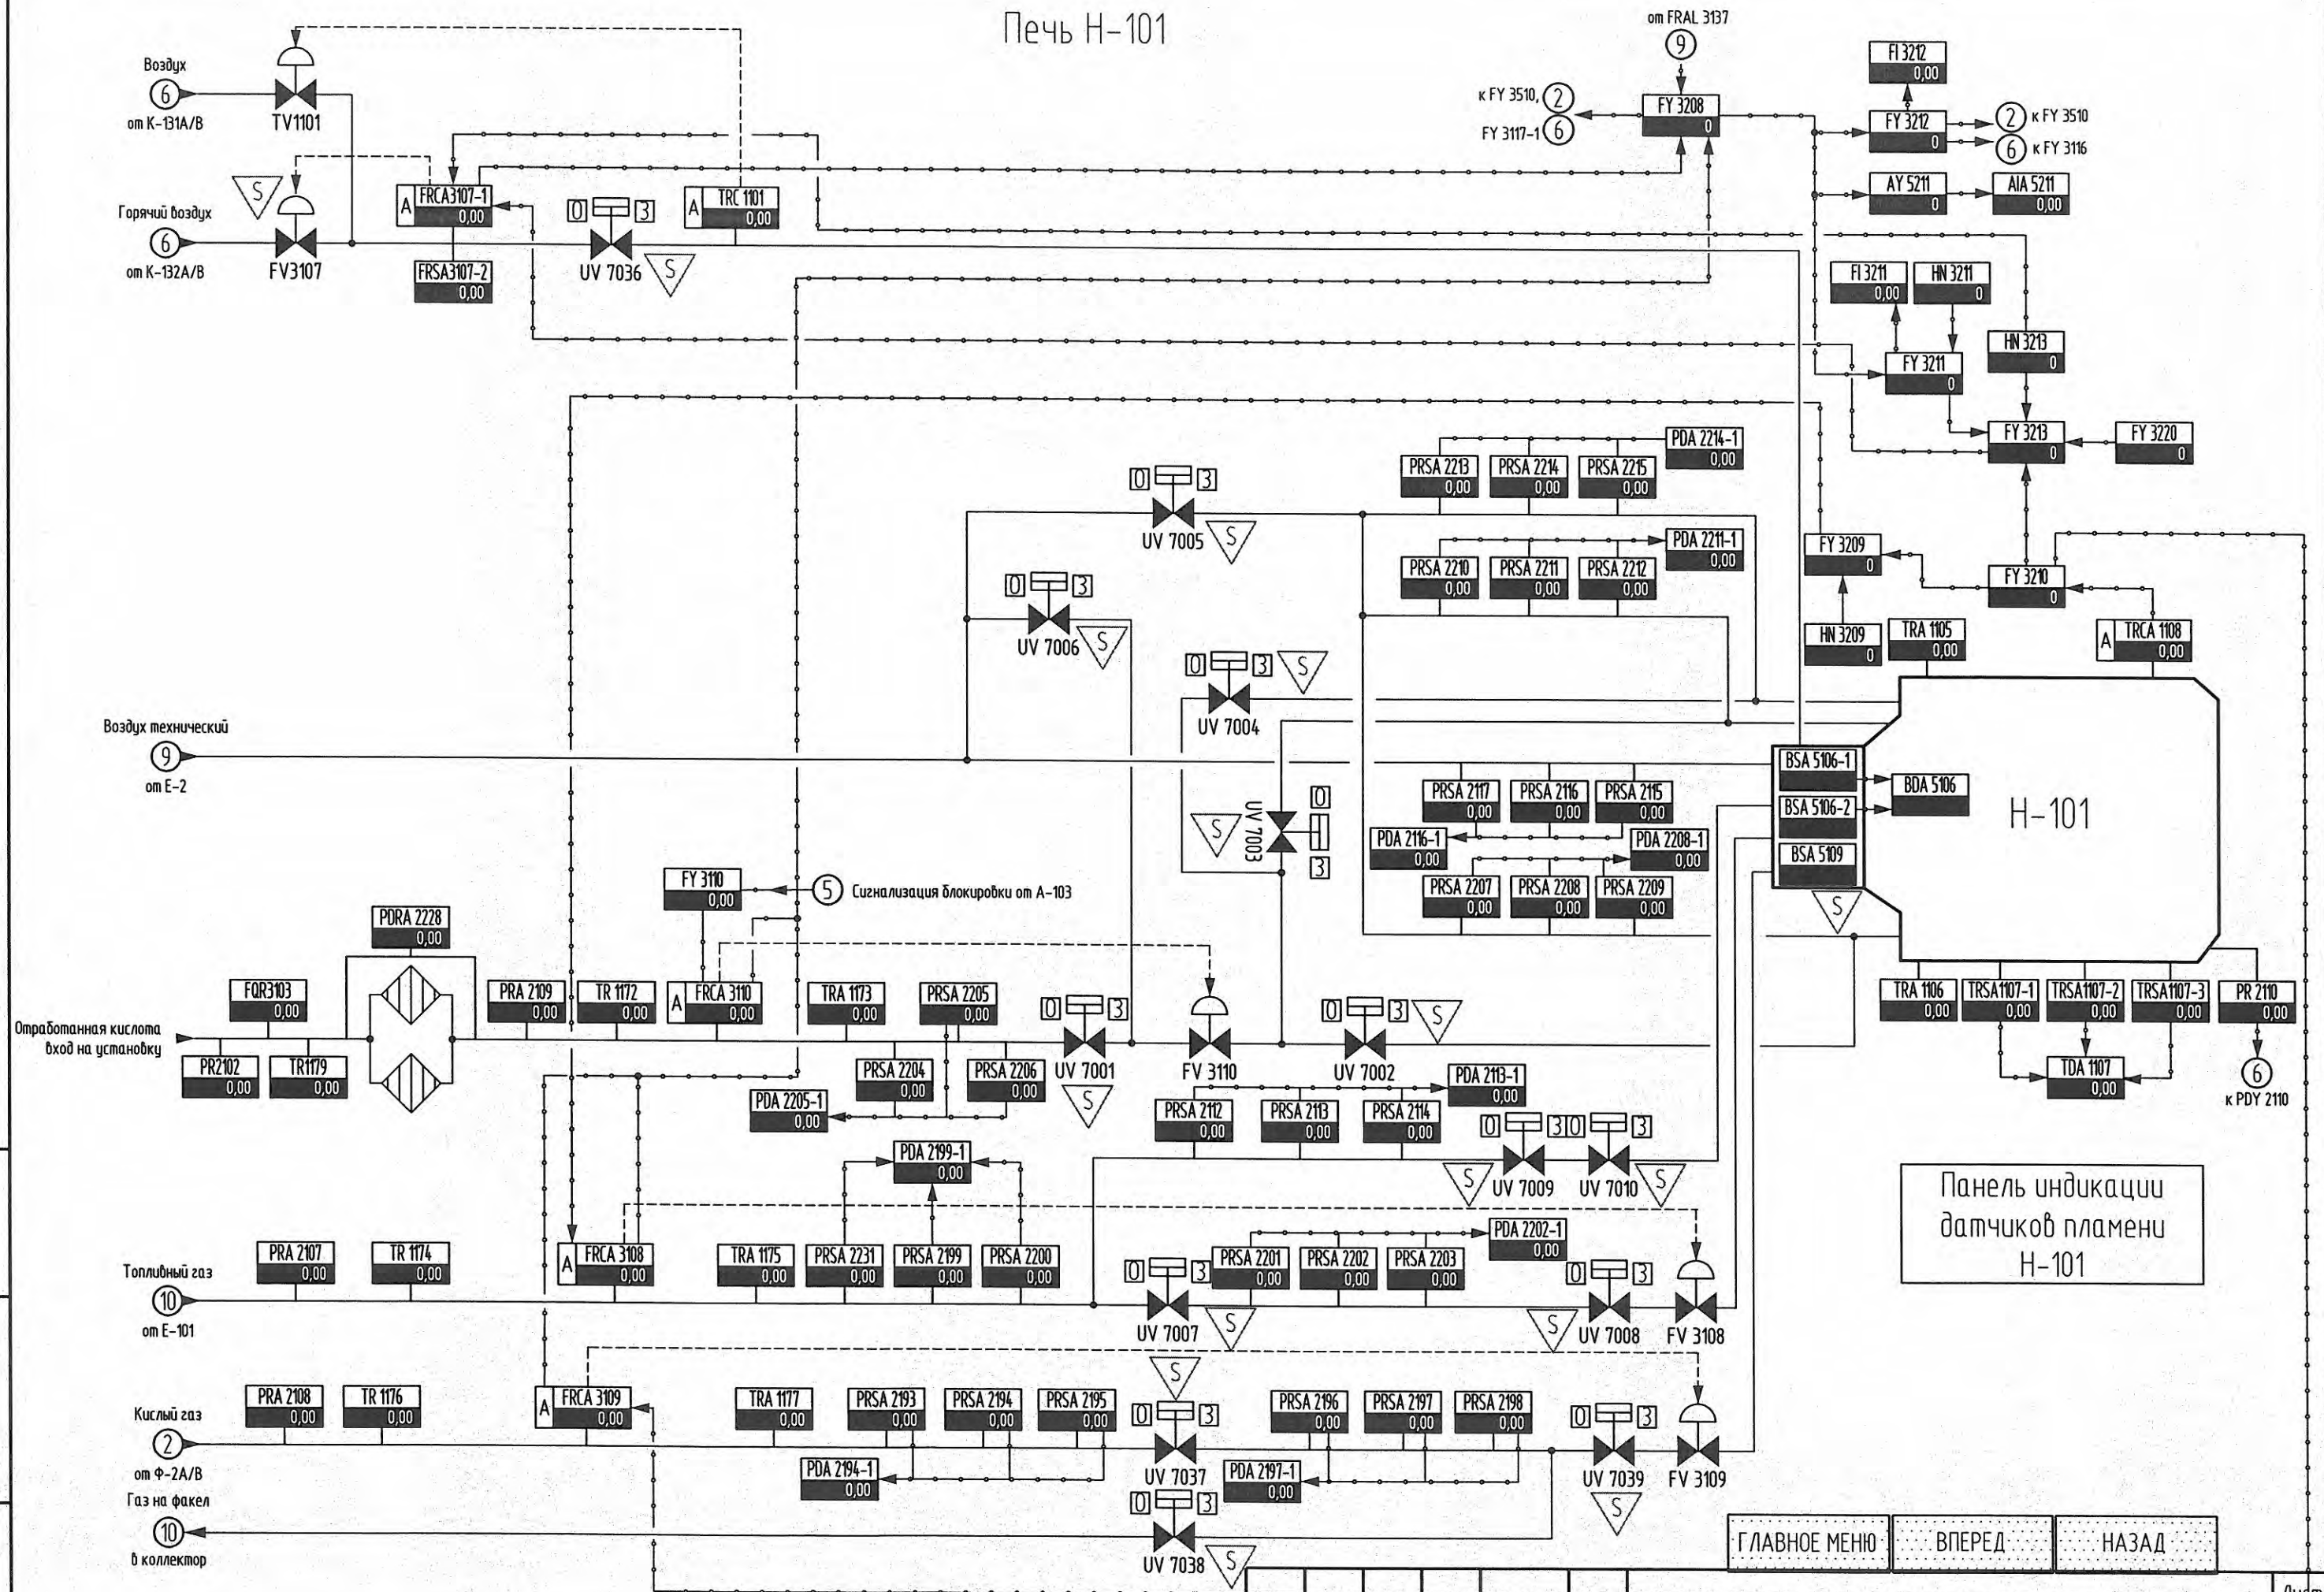 Печь Н-101
от FRAL 3137
9
FI 3212
0,00
Воздух
6
от К-131А/В
TV1101
к FY 3510,
2
FY 3117-1
6
FY 3208
0
FY 3212
0
2
к FY 3510
6
к FY 3116
S
A
FRCA3107-1
0,00
A
TRC 1101
0,00
AY 5211
0
AIA 5211
0,00
Горячий воздух
6
от К-132А/В
FV3107
FRSA3107-2
0,00
0
3
UV 7036
S
FI 3211
0,00
HN 3211
0
HN 3213
0
FY 3211
0
FY 3213
0
FY 3220
0
PDA 2214-1
0,00
PRSA 2213
0,00
PRSA 2214
0,00
PRSA 2215
0,00
0
3
UV 7005
S
PDA 2211-1
0,00
PRSA 2210
0,00
PRSA 2211
0,00
PRSA 2212
0,00
FY 3209
0
FY 3210
0
0
3
UV 7006
S
HN 3209
0
TRA 1105
0,00
A
TRCA 1108
0,00
0
3
S
UV 7004
Воздух технический
9
от Е-2
BSA 5106-1
BSA 5106-2
BSA 5109
BDA 5106
Н-101
S
PRSA 2117
0,00
PRSA 2116
0,00
PRSA 2115
0,00
PDA 2116-1
0,00
PDA 2208-1
0,00
PRSA 2207
0,00
PRSA 2208
0,00
PRSA 2209
0,00
S
UV 7003
0
3
FY 3110
0,00
5
Сигнализация блокировки от А-103
PDRA 2228
0,00
FQR3103
0,00
PRA 2109
0,00
TR 1172
0,00
A
FRCA 3110
0,00
TRA 1173
0,00
PRSA 2205
0,00
0
3
0
3
S
TRA 1106
0,00
TRSA1107-1
0,00
TRSA1107-2
0,00
TRSA1107-3
0,00
PR 2110
0,00
Отработанная кислота
вход на установку
PR2102
0,00
TR1179
0,00
PRSA 2204
0,00
PRSA 2206
0,00
UV 7001
S
FV 3110
UV 7002
TDA 1107
0,00
6
к PDY 2110
PDA 2205-1
0,00
PDA 2113-1
0,00
PRSA 2112
0,00
PRSA 2113
0,00
PRSA 2114
0,00
0
3
0
3
S
UV 7009
UV 7010
S
PDA 2199-1
0,00
Панель индикации
датчиков пламени
Н-101
PDA 2202-1
0,00
PRA 2107
0,00
TR 1174
0,00
A
FRCA 3108
0,00
TRA 1175
0,00
PRSA 2231
0,00
PRSA 2199
0,00
PRSA 2200
0,00
0
3
PRSA 2201
0,00
PRSA 2202
0,00
PRSA 2203
0,00
0
3
Топливный газ
10
от Е-101
UV 7007
S
S
UV 7008
FV 3108
S
PRA 2108
0,00
TR 1176
0,00
A
FRCA 3109
0,00
TRA 1177
0,00
PRSA 2193
0,00
PRSA 2194
0,00
PRSA 2195
0,00
0
3
PRSA 2196
0,00
PRSA 2197
0,00
PRSA 2198
0,00
0
3
Кислый газ
2
от Ф-2А/В
PDA 2194-1
0,00
UV 7037
PDA 2197-1
0,00
UV 7039
FV 3109
S
Газ на факел
10
в коллектор
0
3
UV 7038
S
ГЛАВНОЕ МЕНЮ
ВПЕРЕД
НАЗАД